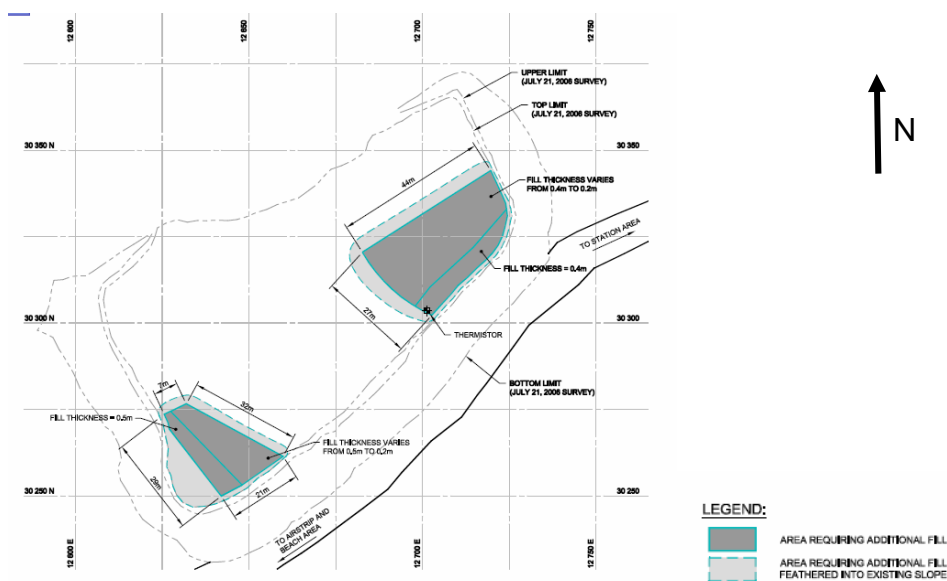 12 600
12 650
12 700
12 750
UPPER LIMIT
(JULY 21, 2006 SURVEY)
TOP LIMIT
(JULY 21, 2006 SURVEY)
N
30 350 N
30 350
44m
FILL THICKNESS VARIES
FROM 0.4m TO 0.2m
TO STATION AREA
FILL THICKNESS = 0.4m
27m
30 300 N
30 300
THERMISTOR
BOTTOM LIMIT
(JULY 21, 2006 SURVEY)
7m
32m
FILL THICKNESS = 0.5m
FILL THICKNESS VARIES
FROM 0.5m TO 0.2m
29m
21m
30 250 N
30 250
TO AIRSTRIP AND
BEACH AREA
12 600
12 700
12 750
LEGEND:
AREA REQUIRING ADDITIONAL FILL
AREA REQUIRING ADDITIONAL FILL
FEATHERED INTO EXISTING SLOPE